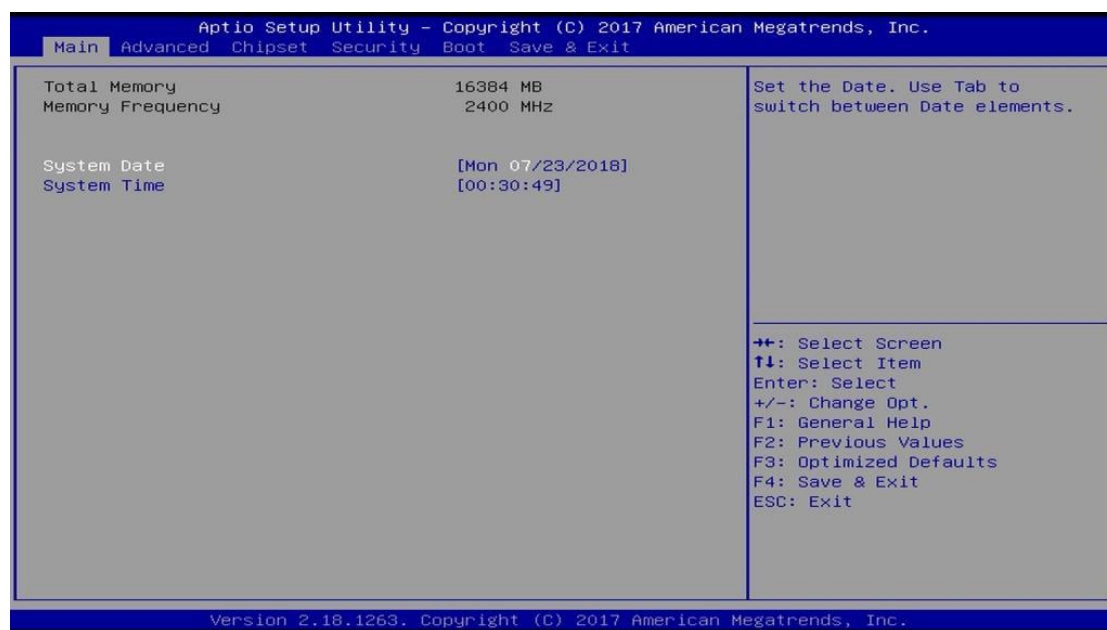 Aptio Setup Utility – Copyright (C) 2017 American Megatrends, Inc.
Main Advanced Chipset Security Boot Save & Exit
Total Memory 16384 MB
Memory Frequency 2400 MHz
System Date [Mon 07/23/2018]
System Time [00:30:49]
Set the Date. Use Tab to
switch between Date elements.
→←: Select Screen
↑↓: Select Item
Enter: Select
+/-: Change Opt.
F1: General Help
F2: Previous Values
F3: Optimized Defaults
F4: Save & Exit
ESC: Exit
Version 2.18.1263. Copyright (C) 2017 American Megatrends, Inc.